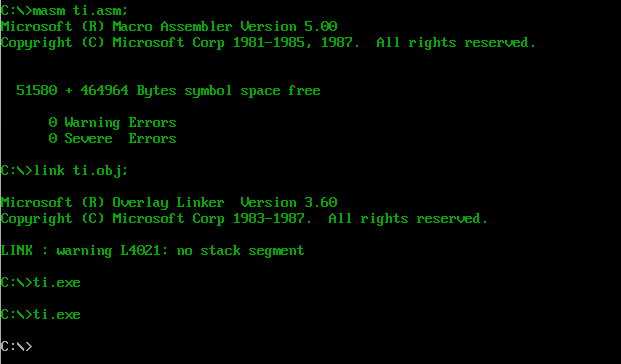 C:\>masm ti.asm;
Microsoft (R) Macro Assembler Version 5.00
Copyright (C) Microsoft Corp 1981-1985, 1987.  All rights reserved.
51580 + 464964 Bytes symbol space free
0 Warning Errors
0 Severe  Errors
C:\>link ti.obj;
Microsoft (R) Overlay Linker  Version 3.60
Copyright (C) Microsoft Corp 1983-1987.  All rights reserved.
LINK : warning L4021: no stack segment
C:\>ti.exe
C:\>ti.exe
C:\>